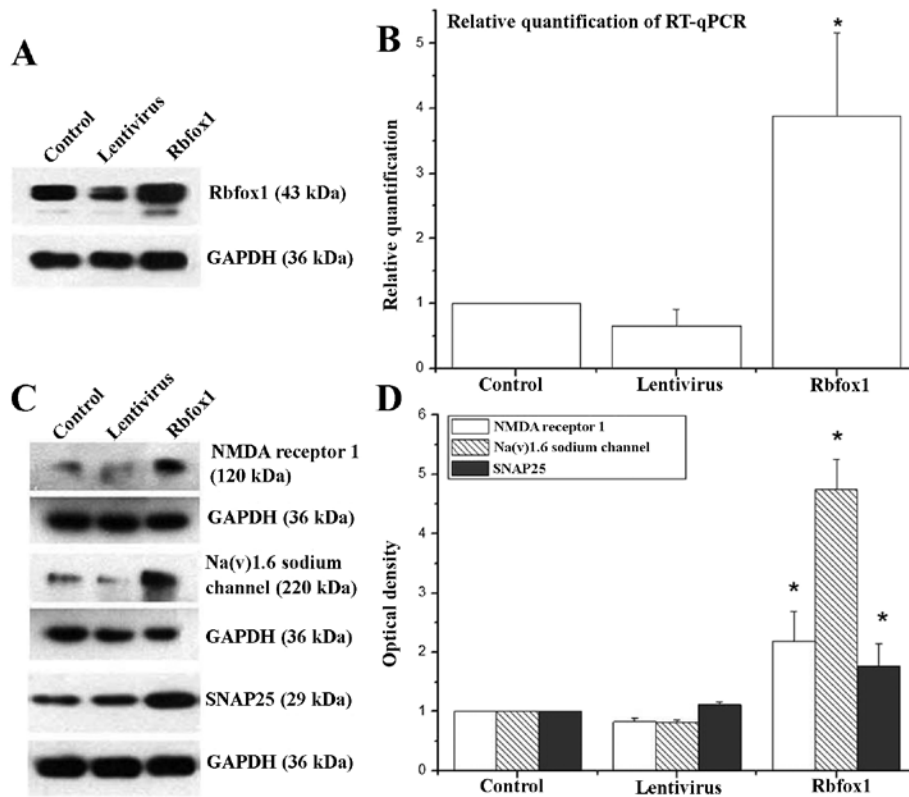 A
Control
Lentivirus
Rbfox1
Rbfox1 (43 kDa)
GAPDH (36 kDa)
B
Relative quantification of RT-qPCR
Relative quantification
5
4
3
2
1
0
*
Control
Lentivirus
Rbfox1
C
Control
Lentivirus
Rbfox1
NMDA receptor 1
(120 kDa)
GAPDH (36 kDa)
Na(v)1.6 sodium
channel (220 kDa)
GAPDH (36 kDa)
SNAP25 (29 kDa)
GAPDH (36 kDa)
D
NMDA receptor 1
Na(v)1.6 sodium channel
SNAP25
Optical density
6
5
4
3
2
1
0
*
*
*
Control
Lentivirus
Rbfox1